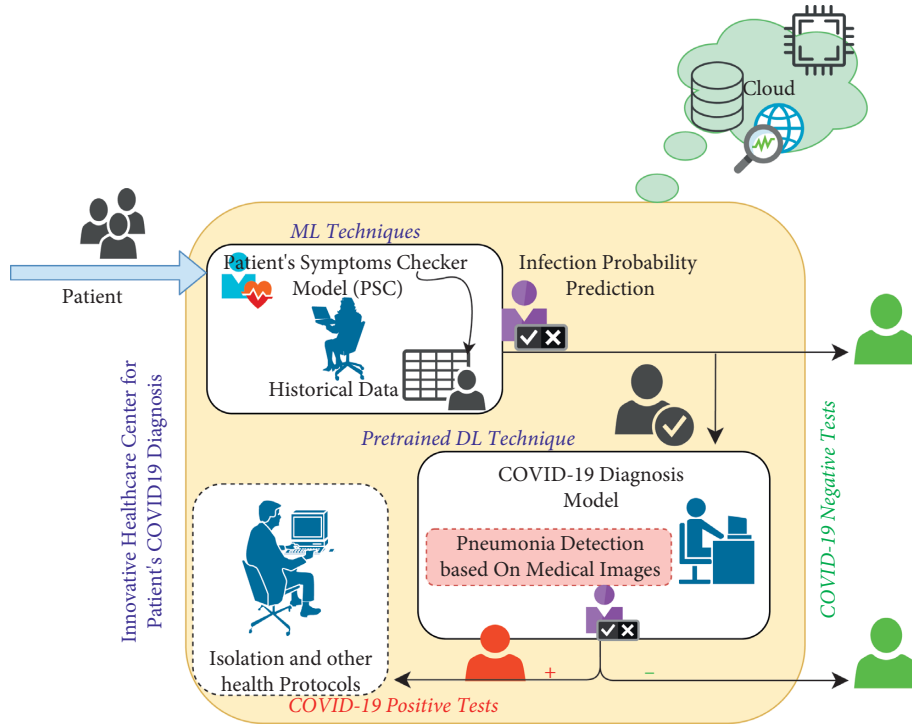 Cloud
ML Techniques
Patient's Symptoms Checker
Model (PSC)
Historical Data
Infection Probability
Prediction
Patient
Innovative Healthcare Center for
Patient's COVID19 Diagnosis
Pretrained DL Technique
COVID-19 Diagnosis
Model
Pneumonia Detection
based On Medical Images
COVID-19 Negative Tests
Isolation and other
health Protocols
+
−
COVID-19 Positive Tests